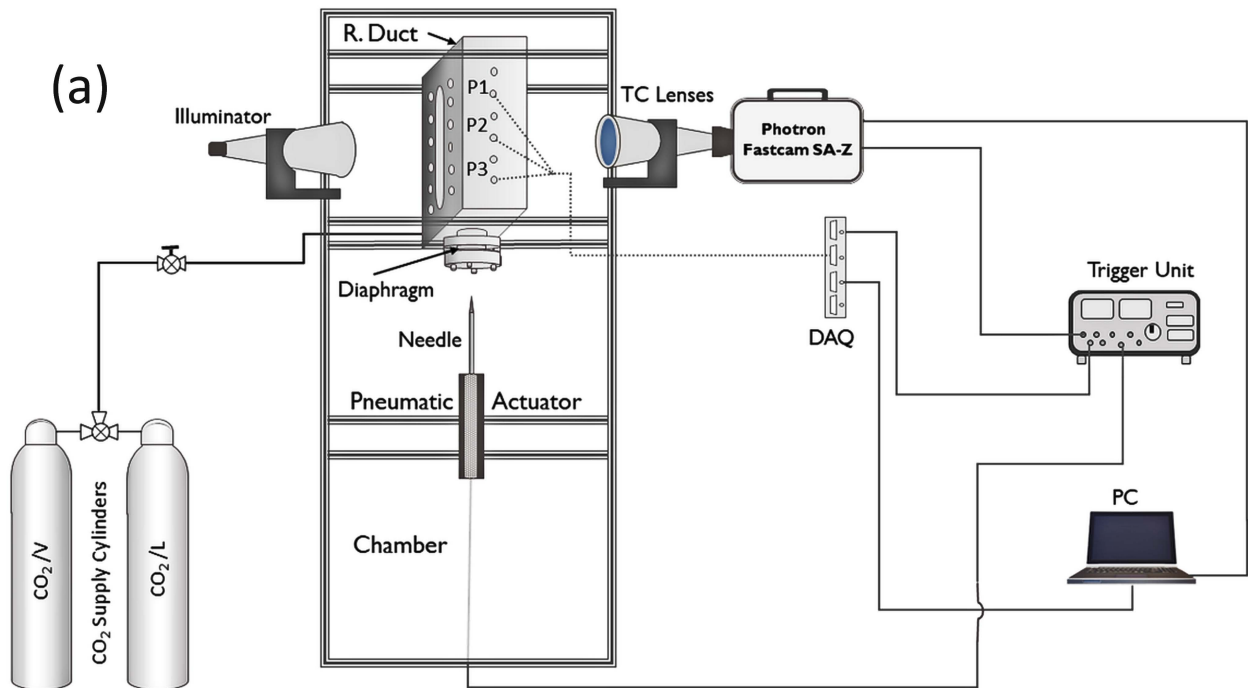 (a)
R. Duct
Illuminator
P1
P2
P3
TC Lenses
Photron
Fastcam SA-Z
Diaphragm
Needle
DAQ
Trigger Unit
Pneumatic Actuator
Chamber
PC
CO₂/V
CO₂ Supply Cylinders
CO₂/L